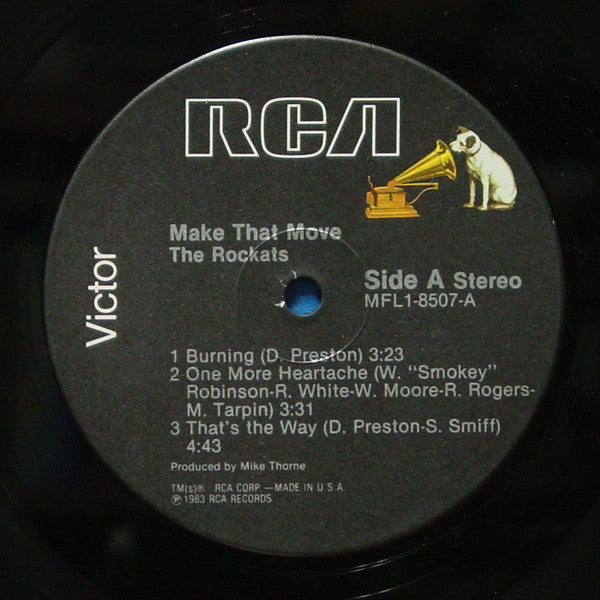 RCA
Victor
Make That Move
The Rockats
Side A Stereo
MFL1-8507-A
1 Burning (D. Preston) 3:23
2 One More Heartache (W. "Smokey"
Robinson-R. White-W. Moore-R. Rogers-
M. Tarpin) 3:31
3 That's the Way (D. Preston-S. Smiff)
4:43
Produced by Mike Thorne
TM(s)® RCA CORP.—MADE IN U S A
℗1983 RCA RECORDS